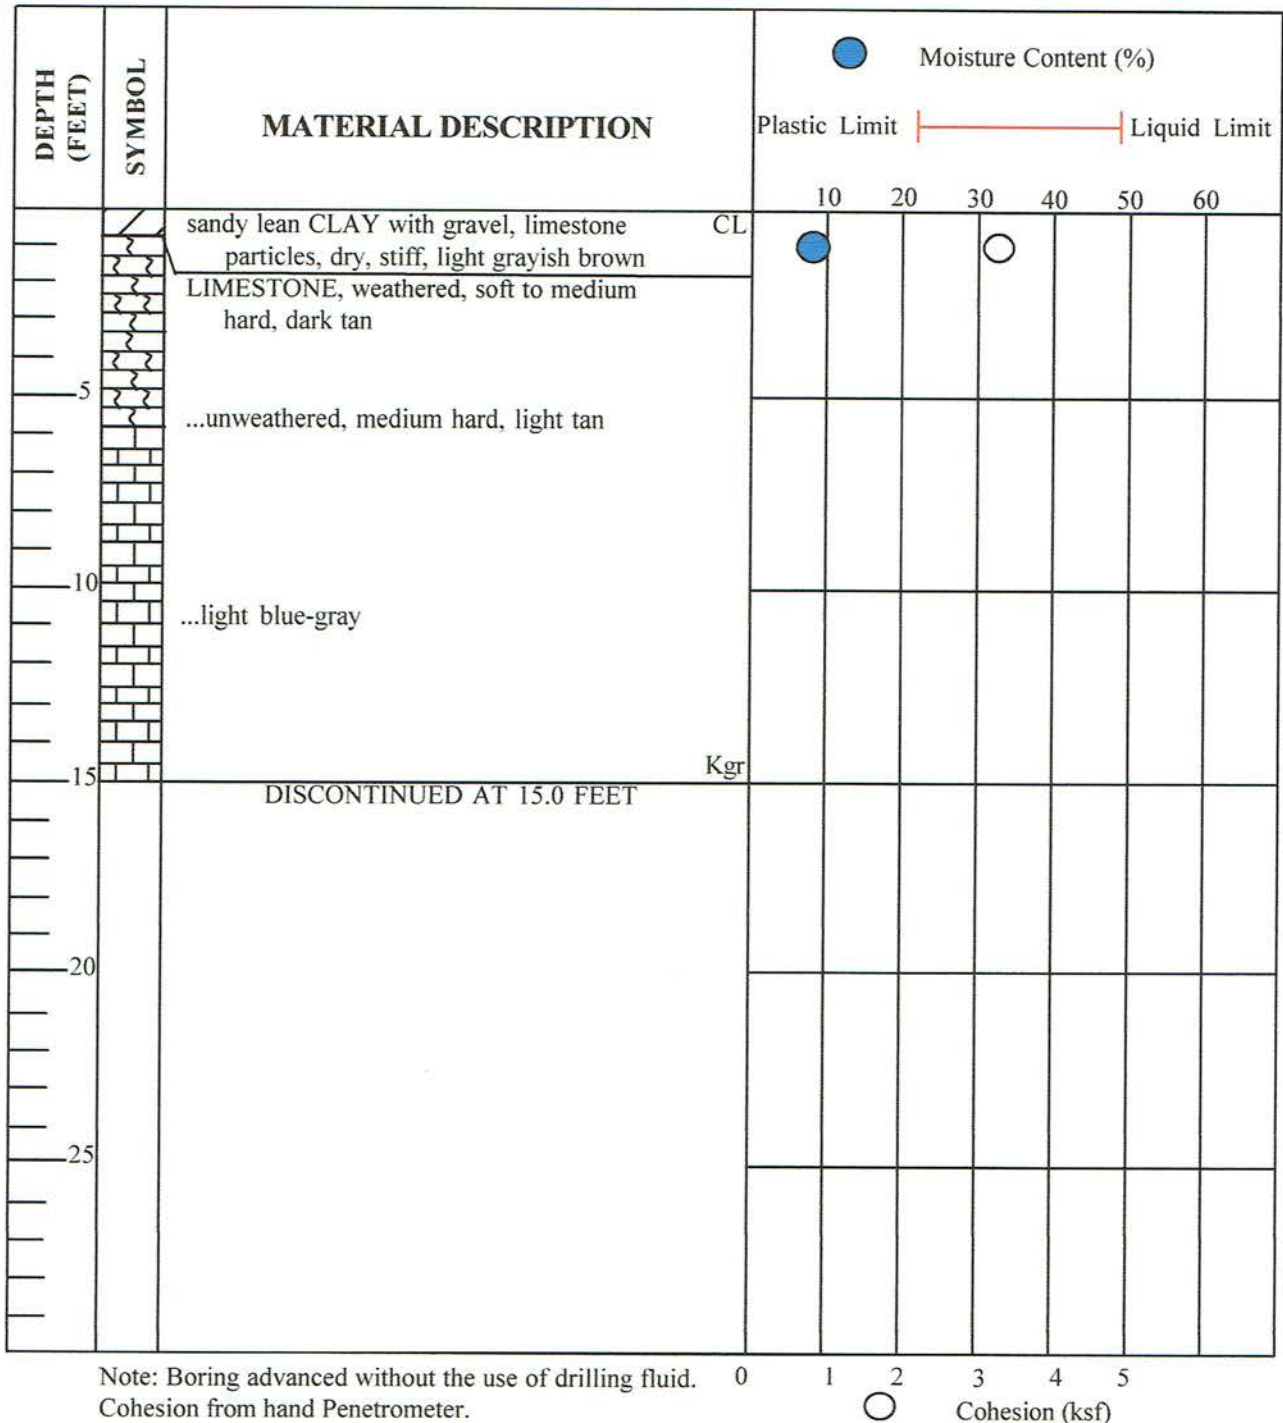 DEPTH
(FEET)
SYMBOL
MATERIAL DESCRIPTION
Moisture Content (%)
Plastic Limit
Liquid Limit
10 20 30 40 50 60
sandy lean CLAY with gravel, limestone CL
particles, dry, stiff, light grayish brown
LIMESTONE, weathered, soft to medium
hard, dark tan
5
...unweathered, medium hard, light tan
10
...light blue-gray
Kgr
15
DISCONTINUED AT 15.0 FEET
20
25
Note: Boring advanced without the use of drilling fluid. 0 1 2 3 4 5
Cohesion from hand Penetrometer. Cohesion (ksf)